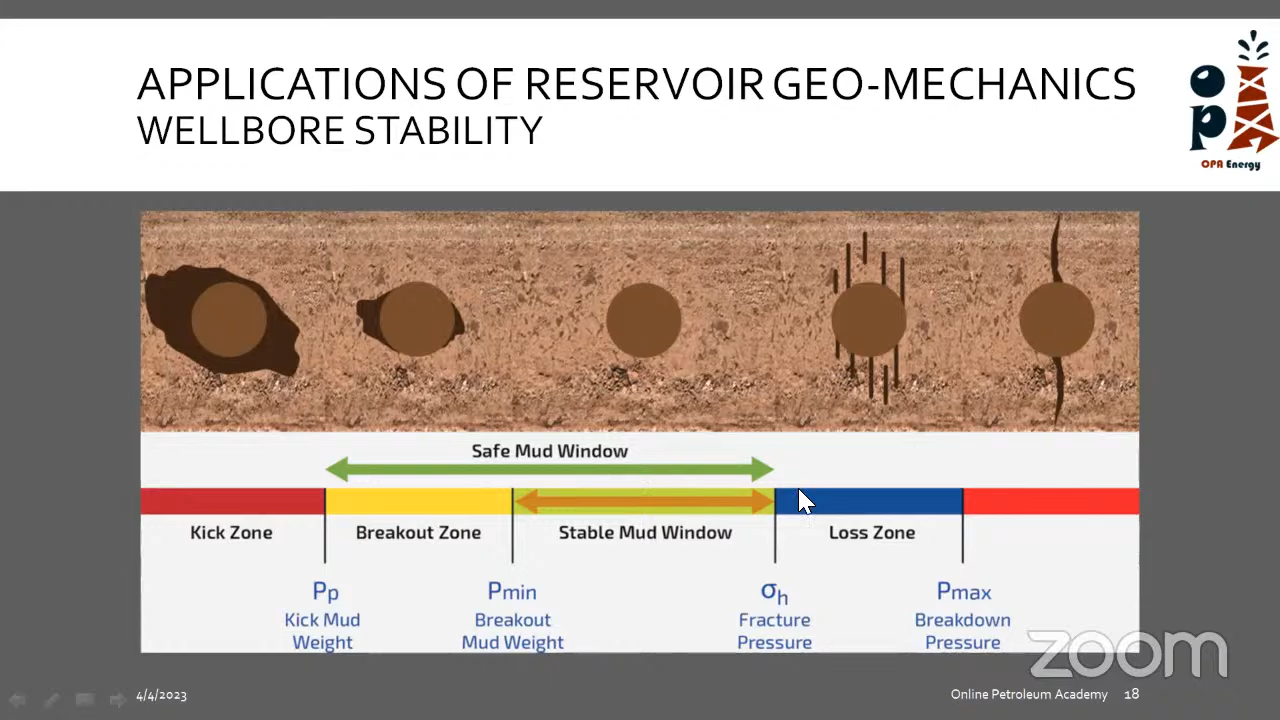 APPLICATIONS OF RESERVOIR GEO-MECHANICS
WELLBORE STABILITY
OPA
OPA Energy
Safe Mud Window
Kick Zone
Breakout Zone
Stable Mud Window
Loss Zone
Pp
Kick Mud
Weight
Pmin
Breakout
Mud Weight
σh
Fracture
Pressure
Pmax
Breakdown
Pressure
zoom
4/4/2023
Online Petroleum Academy 18